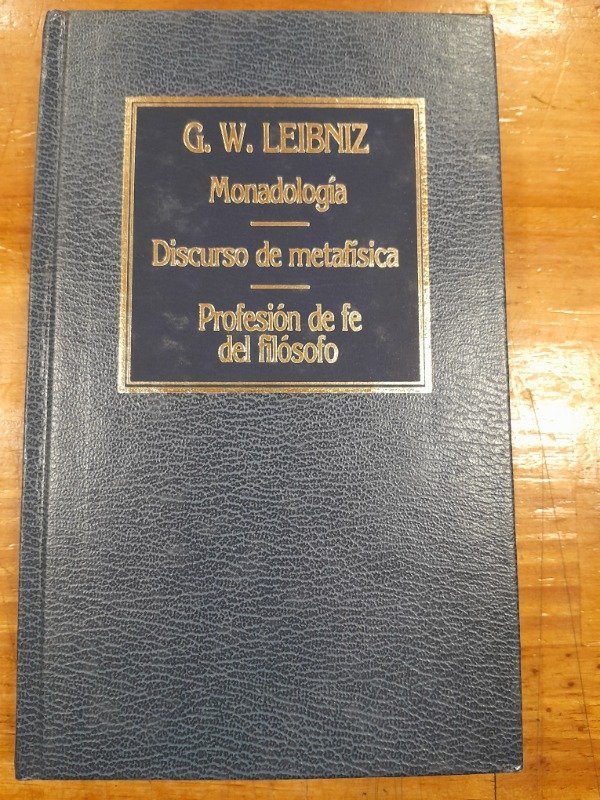 G. W. LEIBNIZ
Monadología
Discurso de metafísica
Profesión de fe
del filósofo